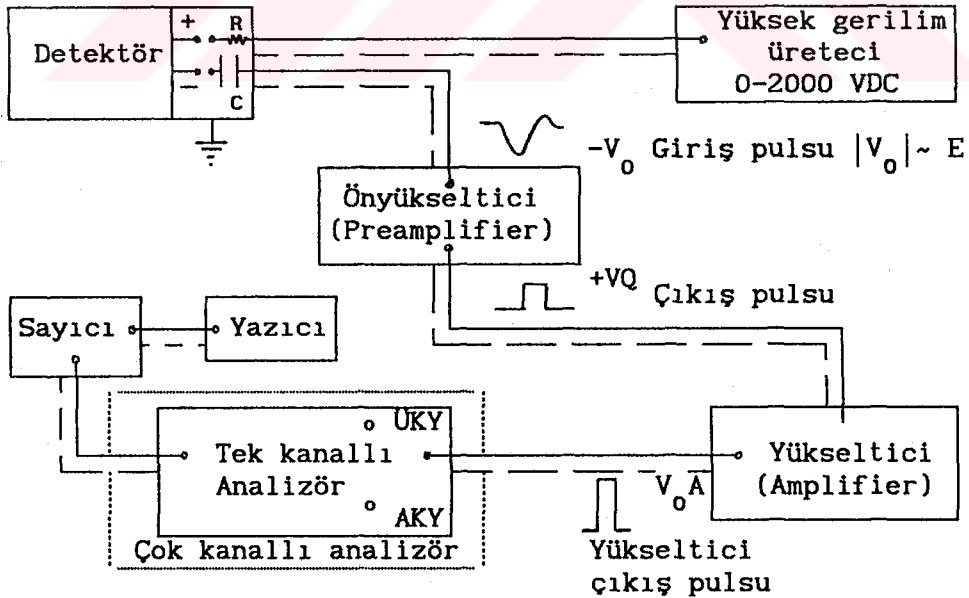 Detektör
+
R
C
Yüksek gerilim
üreteci
0-2000 VDC
-V₀ Giriş pulsu |V₀| ~ E
Önyükseltici
(Preamplifier)
+VQ Çıkış pulsu
Sayıcı
Yazıcı
ÜKY
Tek kanallı
Analizör
AKY
Çok kanallı analizör
V₀A
Yükseltici
(Amplifier)
Yükseltici
çıkış pulsu